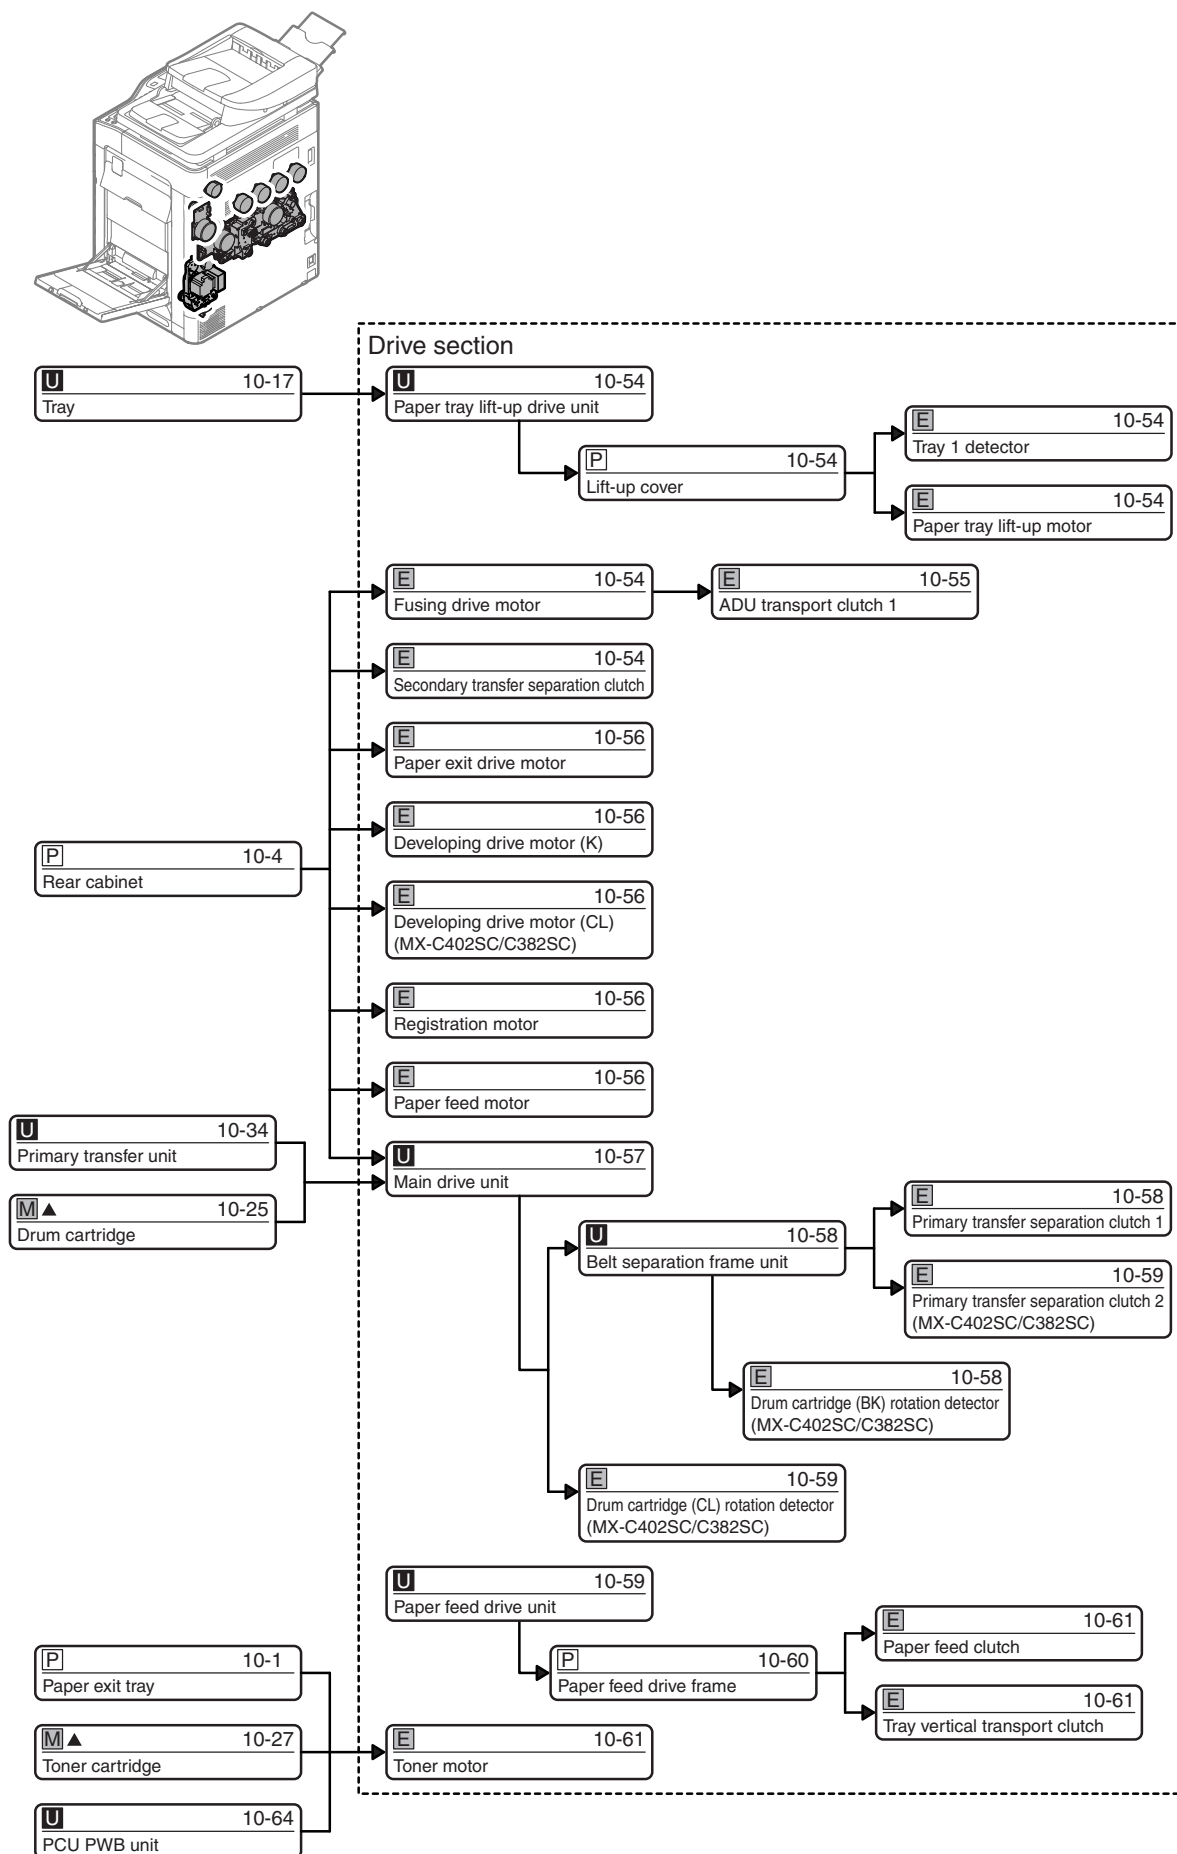 Drive section
U 10-17
Tray
U 10-54
Paper tray lift-up drive unit
P 10-54
Lift-up cover
E 10-54
Tray 1 detector
E 10-54
Paper tray lift-up motor
E 10-54
Fusing drive motor
E 10-55
ADU transport clutch 1
E 10-54
Secondary transfer separation clutch
E 10-56
Paper exit drive motor
E 10-56
Developing drive motor (K)
P 10-4
Rear cabinet
E 10-56
Developing drive motor (CL)
(MX-C402SC/C382SC)
E 10-56
Registration motor
E 10-56
Paper feed motor
U 10-34
Primary transfer unit
M▲ 10-25
Drum cartridge
U 10-57
Main drive unit
U 10-58
Belt separation frame unit
E 10-58
Primary transfer separation clutch 1
E 10-59
Primary transfer separation clutch 2
(MX-C402SC/C382SC)
E 10-58
Drum cartridge (BK) rotation detector
(MX-C402SC/C382SC)
E 10-59
Drum cartridge (CL) rotation detector
(MX-C402SC/C382SC)
U 10-59
Paper feed drive unit
P 10-60
Paper feed drive frame
E 10-61
Paper feed clutch
E 10-61
Tray vertical transport clutch
P 10-1
Paper exit tray
M▲ 10-27
Toner cartridge
E 10-61
Toner motor
U 10-64
PCU PWB unit